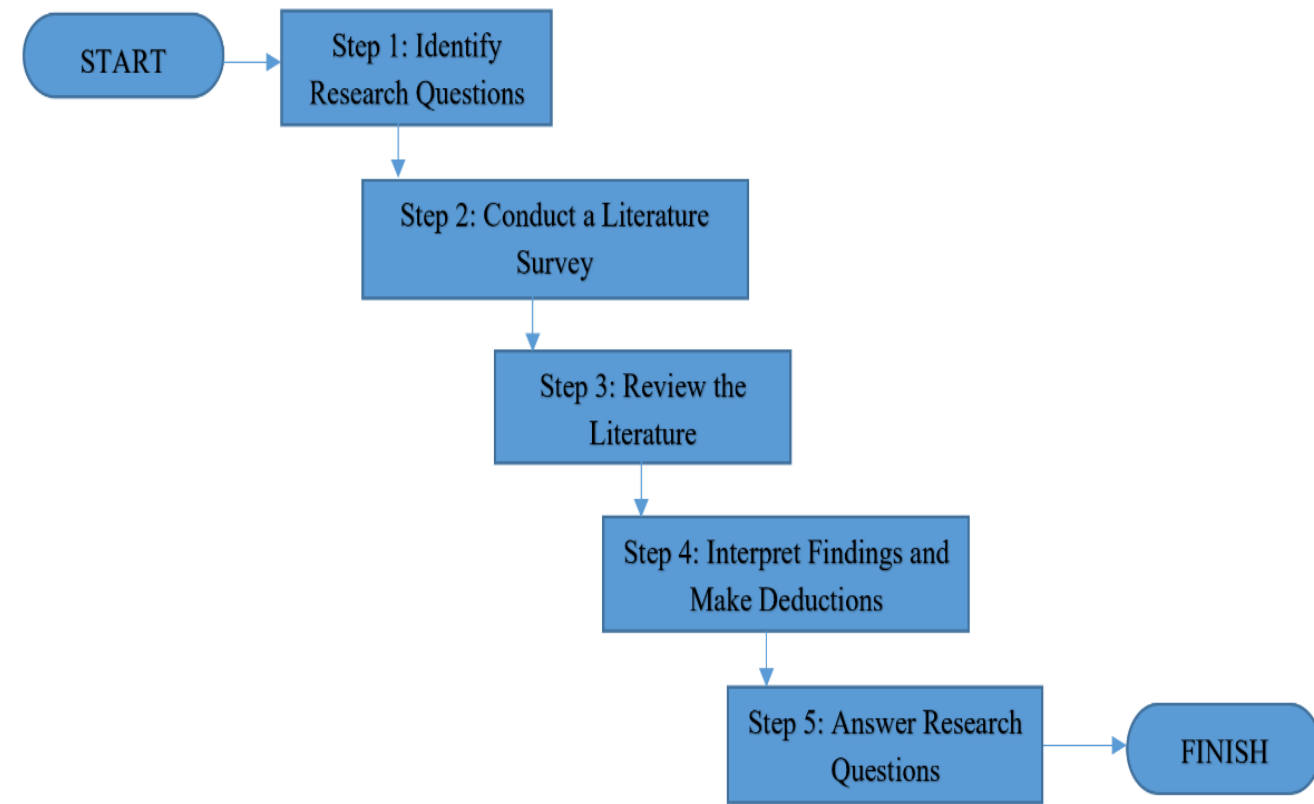 START
Step 1: Identify
Research Questions
Step 2: Conduct a Literature
Survey
Step 3: Review the
Literature
Step 4: Interpret Findings and
Make Deductions
Step 5: Answer Research
Questions
FINISH